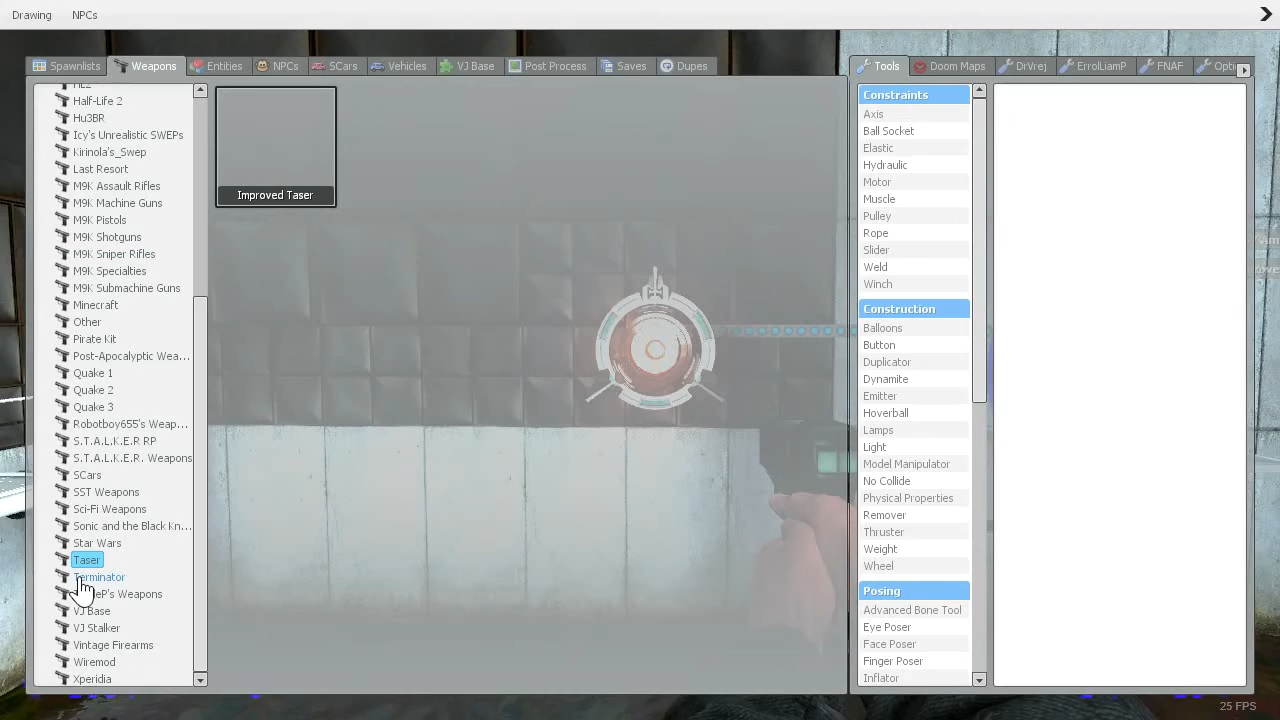 Drawing NPCs
Spawnlists Weapons Entities NPCs SCars Vehicles VJ Base Post Process Saves Dupes
Tools Doom Maps DrVrej ErrolLiamP FNAF
HL2
Half-Life 2
Hu3BR
Icy's Unrealistic SWEPs
Kirinola's_Swep
Last Resort
M9K Assault Rifles
M9K Machine Guns
M9K Pistols
M9K Shotguns
M9K Sniper Rifles
M9K Specialties
M9K Submachine Guns
Minecraft
Other
Pirate Kit
Post-Apocalyptic Wea...
Quake 1
Quake 2
Quake 3
Robotboy655's Weap...
S.T.A.L.K.E.R RP
S.T.A.L.K.E.R. Weapons
SCars
SST Weapons
Sci-Fi Weapons
Sonic and the Black Kn...
Star Wars
Taser
Terminator
Weapons
VJ Base
VJ Stalker
Vintage Firearms
Wiremod
Xperidia
Improved Taser
Constraints
Axis
Ball Socket
Elastic
Hydraulic
Motor
Muscle
Pulley
Rope
Slider
Weld
Winch
Construction
Balloons
Button
Duplicator
Dynamite
Emitter
Hoverball
Lamps
Light
Model Manipulator
No Collide
Physical Properties
Remover
Thruster
Weight
Wheel
Posing
Advanced Bone Tool
Eye Poser
Face Poser
Finger Poser
Inflator
25 FPS